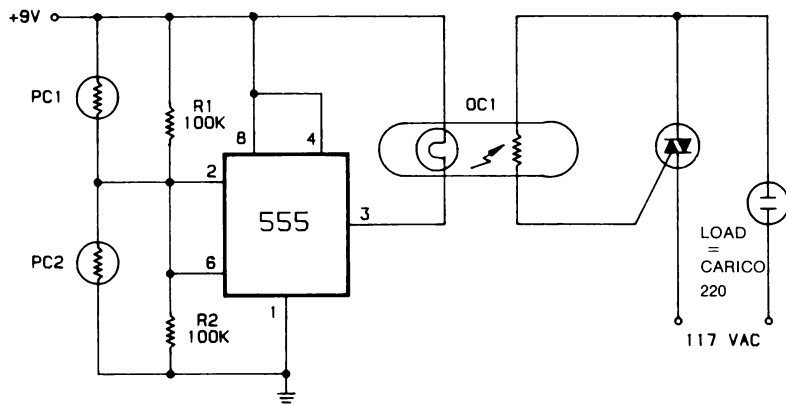 +9V
PC1
R1
100K
OC1
8
4
2
555
3
PC2
6
LOAD
=
CARICO
220
1
R2
100K
117 VAC